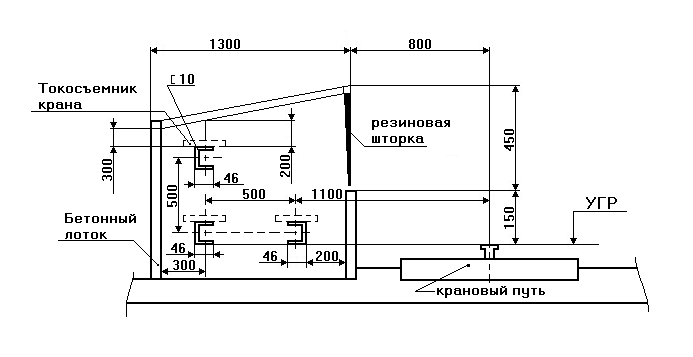 1300
800
⊏10
Токосъемник
крана
резиновая
шторка
300
200
450
46
500
500
1100
150
УГР
Бетонный
лоток
46
300
46
200
крановый путь